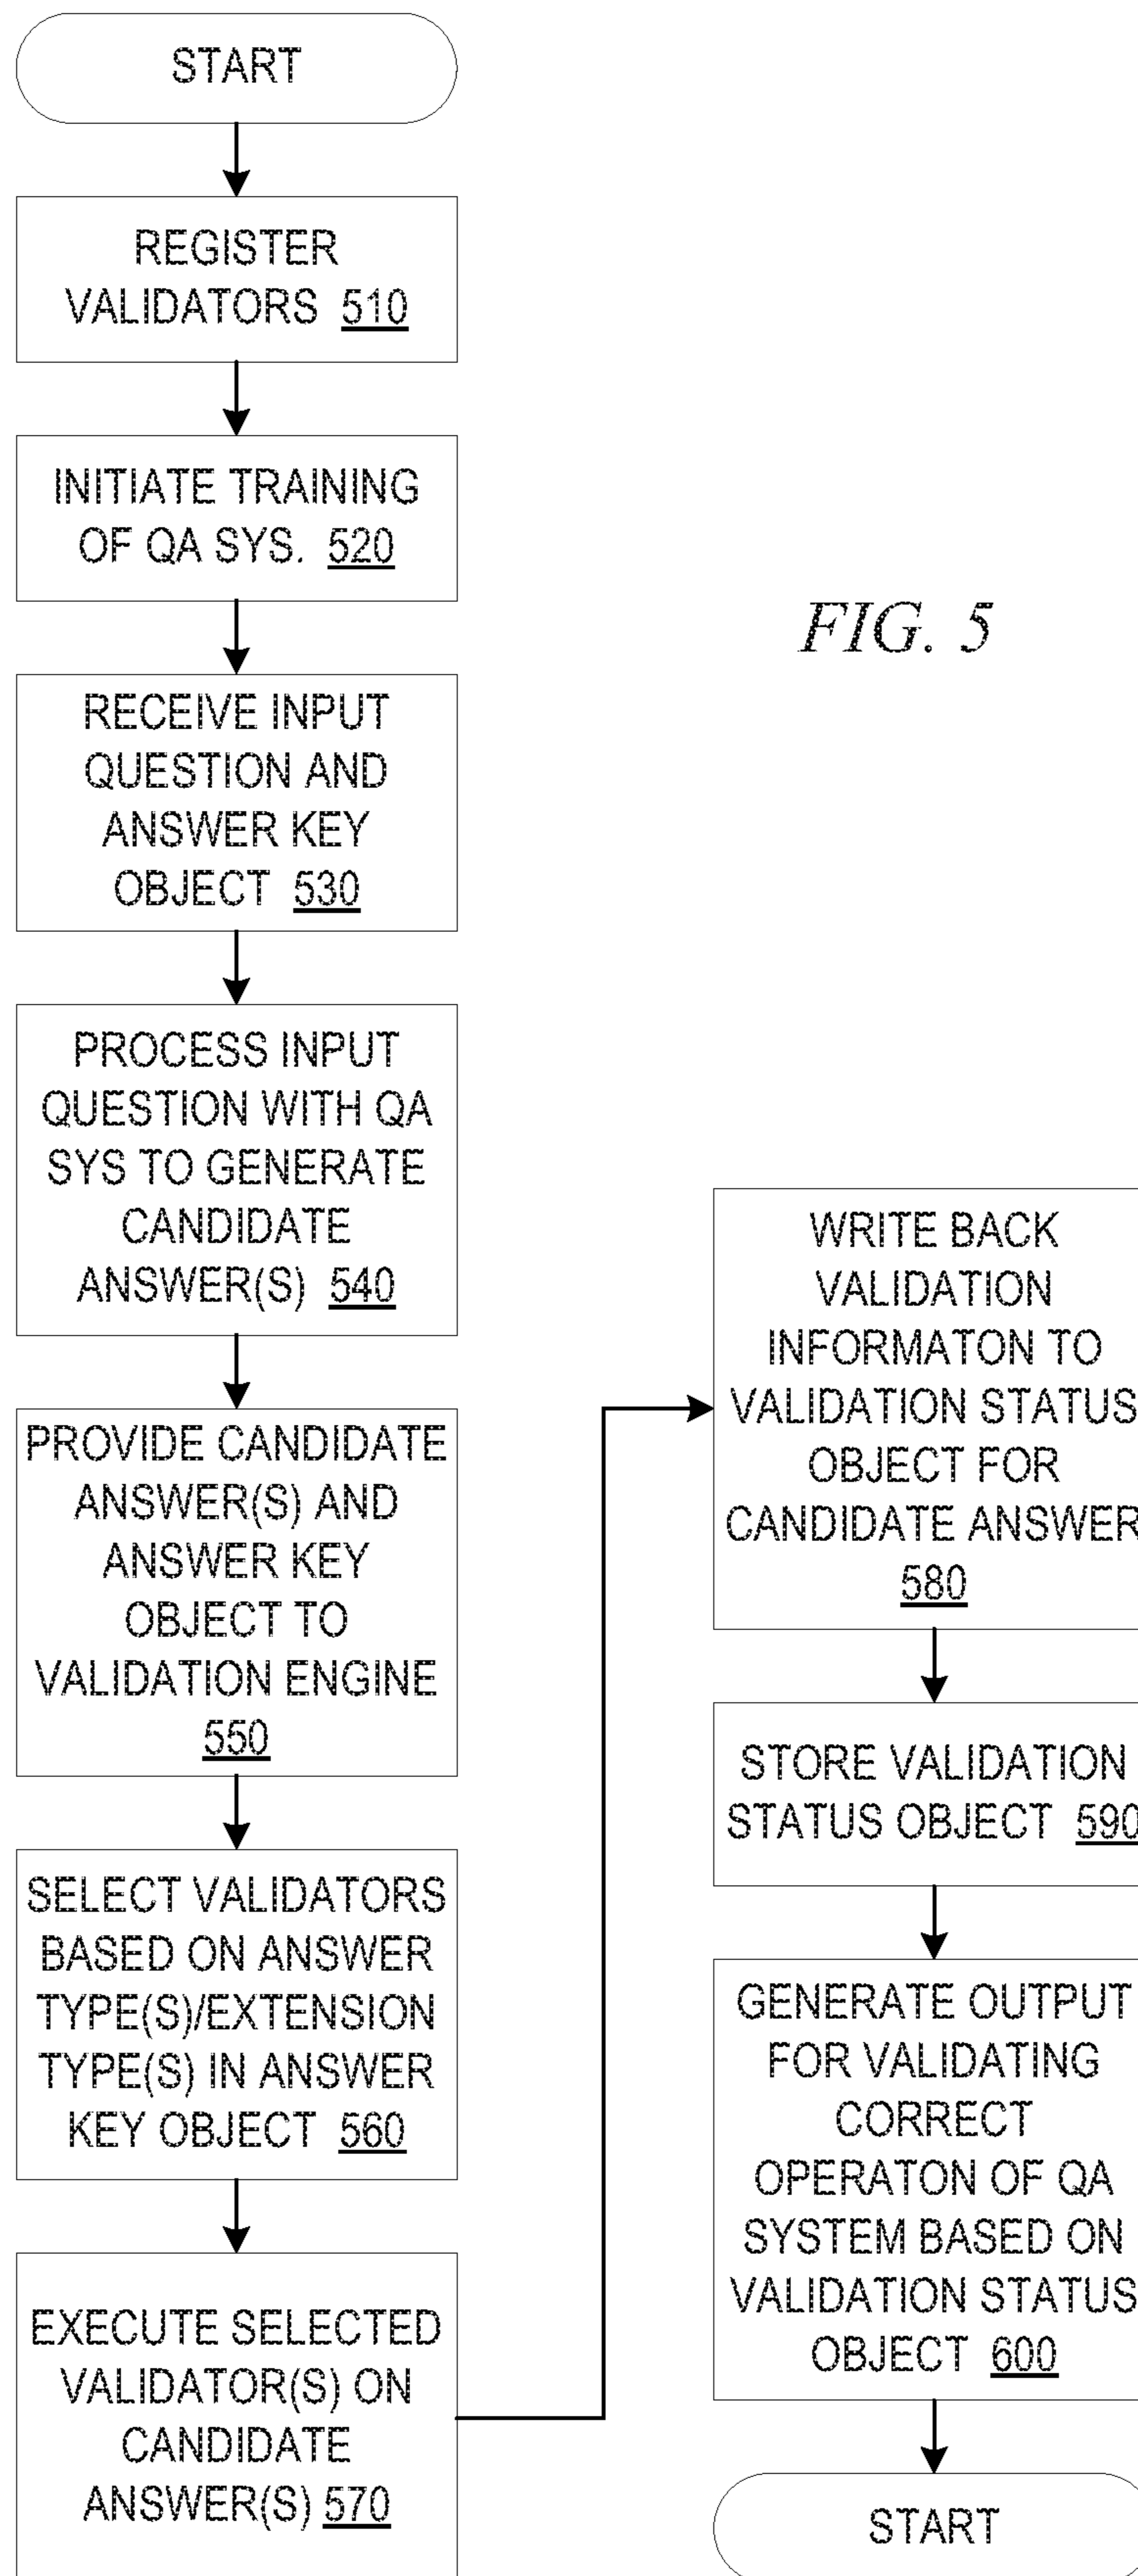 START
REGISTER
VALIDATORS 510
INITIATE TRAINING
OF QA SYS. 520
RECEIVE INPUT
QUESTION AND
ANSWER KEY
OBJECT 530
PROCESS INPUT
QUESTION WITH QA
SYS TO GENERATE
CANDIDATE
ANSWER(S) 540
PROVIDE CANDIDATE
ANSWER(S) AND
ANSWER KEY
OBJECT TO
VALIDATION ENGINE
550
SELECT VALIDATORS
BASED ON ANSWER
TYPE(S)/EXTENSION
TYPE(S) IN ANSWER
KEY OBJECT 560
EXECUTE SELECTED
VALIDATOR(S) ON
CANDIDATE
ANSWER(S) 570
FIG. 5
WRITE BACK
VALIDATION
INFORMATON TO
VALIDATION STATUS
OBJECT FOR
CANDIDATE ANSWER
580
STORE VALIDATION
STATUS OBJECT 590
GENERATE OUTPUT
FOR VALIDATING
CORRECT
OPERATON OF QA
SYSTEM BASED ON
VALIDATION STATUS
OBJECT 600
START